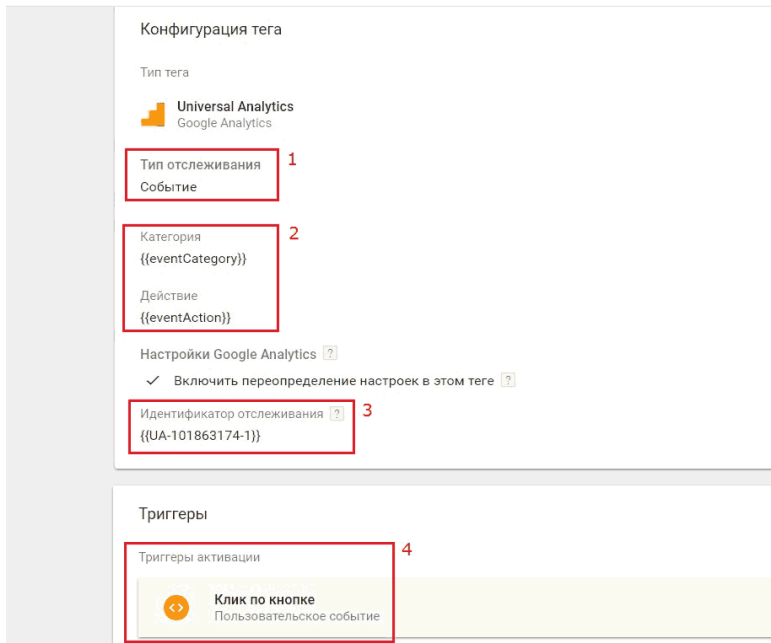 Конфигурация тега
Тип тега
Universal Analytics
Google Analytics
Тип отслеживания
1
Событие
Категория
2
{{eventCategory}}
Действие
{{eventAction}}
Настройки Google Analytics ?
Включить переопределение настроек в этом теге ?
Идентификатор отслеживания ?
3
{{UA-101863174-1}}
Триггеры
Триггеры активации
4
Клик по кнопке
Пользовательское событие